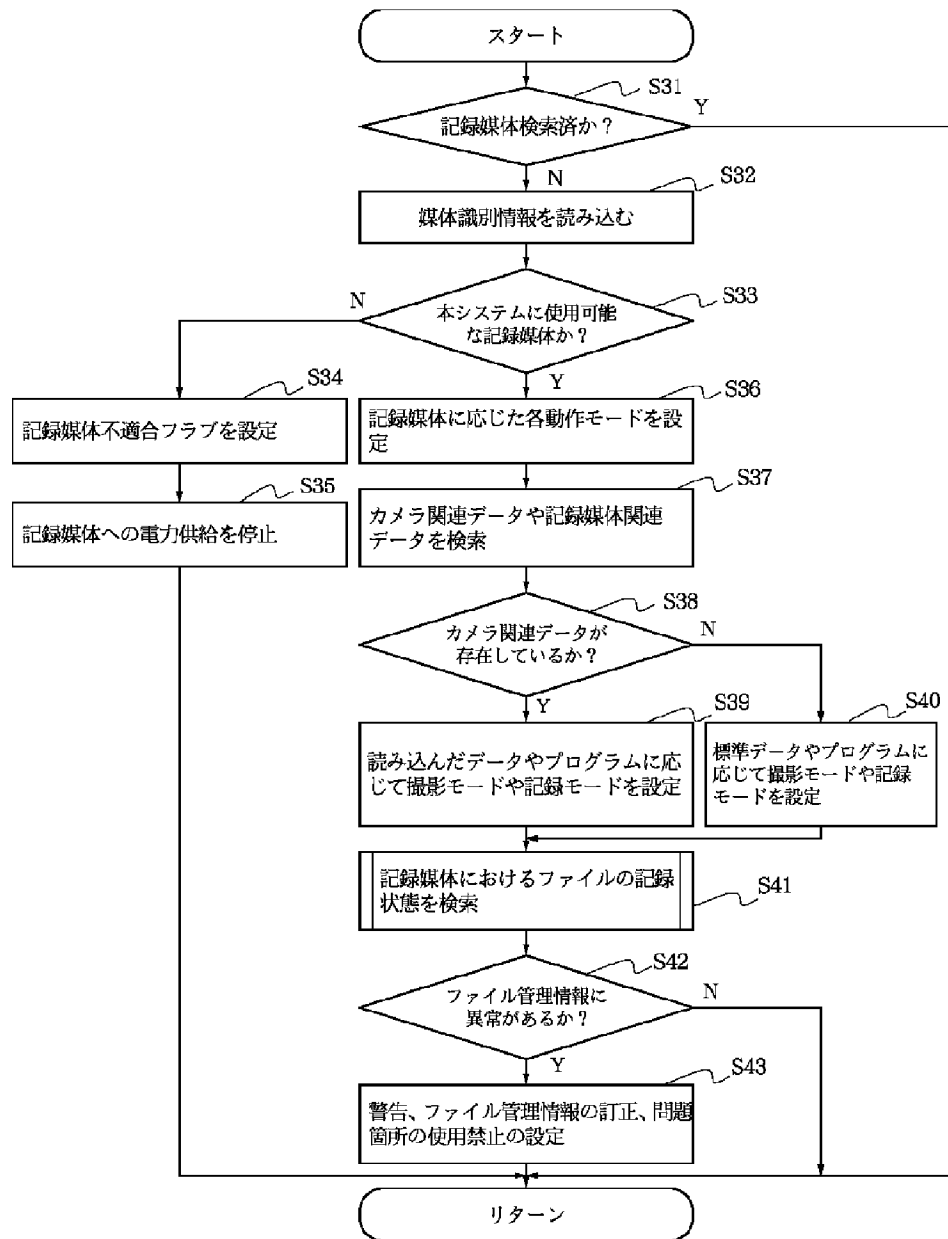 スタート
S31
記録媒体検索済か？
Y
N
S32
媒体識別情報を読み込む
S33
本システムに使用可能
な記録媒体か？
N
Y
S34
記録媒体不適合フラブを設定
S35
記録媒体への電力供給を停止
S36
記録媒体に応じた各動作モードを設
定
S37
カメラ関連データや記録媒体関連
データを検索
S38
カメラ関連データが
存在しているか？
N
Y
S39
読み込んだデータやプログラムに応
じて撮影モードや記録モードを設定
S40
標準データやプログラムに
応じて撮影モードや記録
モードを設定
S41
記録媒体におけるファイルの記録
状態を検索
S42
ファイル管理情報に
異常があるか？
N
Y
S43
警告、ファイル管理情報の訂正、問題
箇所の使用禁止の設定
リターン